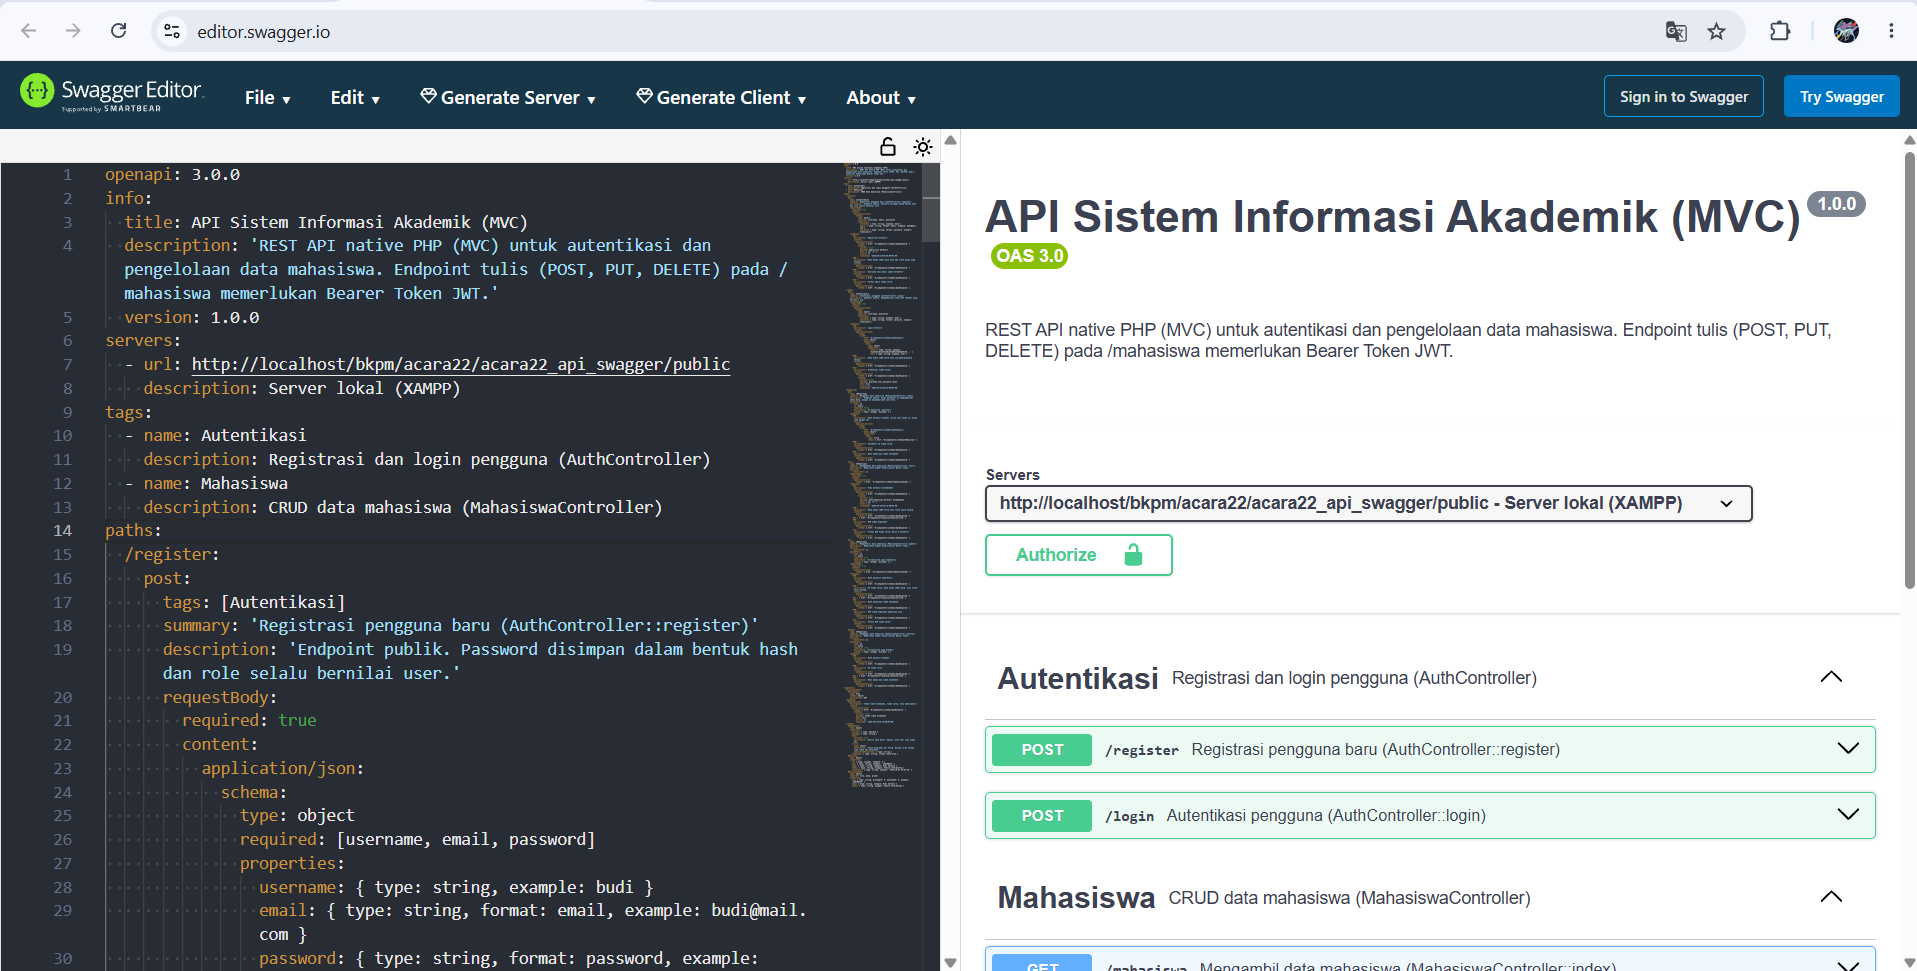 editor.swagger.io
Swagger Editor.
Supported by SMARTBEAR
File
Edit
Generate Server
Generate Client
About
Sign in to Swagger
Try Swagger
1 openapi: 3.0.0
2 info:
3 title: API Sistem Informasi Akademik (MVC)
4 description: 'REST API native PHP (MVC) untuk autentikasi dan
pengelolaan data mahasiswa. Endpoint tulis (POST, PUT, DELETE) pada /
mahasiswa memerlukan Bearer Token JWT.'
5 version: 1.0.0
6 servers:
7 - url: http://localhost/bkpm/acara22/acara22_api_swagger/public
8 description: Server lokal (XAMPP)
9 tags:
10 - name: Autentikasi
11 description: Registrasi dan login pengguna (AuthController)
12 - name: Mahasiswa
13 description: CRUD data mahasiswa (MahasiswaController)
14 paths:
15 /register:
16 post:
17 tags: [Autentikasi]
18 summary: 'Registrasi pengguna baru (AuthController::register)'
19 description: 'Endpoint publik. Password disimpan dalam bentuk hash
dan role selalu bernilai user.'
20 requestBody:
21 required: true
22 content:
23 application/json:
24 schema:
25 type: object
26 required: [username, email, password]
27 properties:
28 username: { type: string, example: budi }
29 email: { type: string, format: email, example: budi@mail.
com }
30 password: { type: string, format: password, example:
API Sistem Informasi Akademik (MVC) 1.0.0
OAS 3.0
REST API native PHP (MVC) untuk autentikasi dan pengelolaan data mahasiswa. Endpoint tulis (POST, PUT,
DELETE) pada /mahasiswa memerlukan Bearer Token JWT.
Servers
http://localhost/bkpm/acara22/acara22_api_swagger/public - Server lokal (XAMPP)
Authorize
Autentikasi Registrasi dan login pengguna (AuthController)
POST /register Registrasi pengguna baru (AuthController::register)
POST /login Autentikasi pengguna (AuthController::login)
Mahasiswa CRUD data mahasiswa (MahasiswaController)
GET /mahasiswa Mengambil data mahasiswa (MahasiswaController::index)